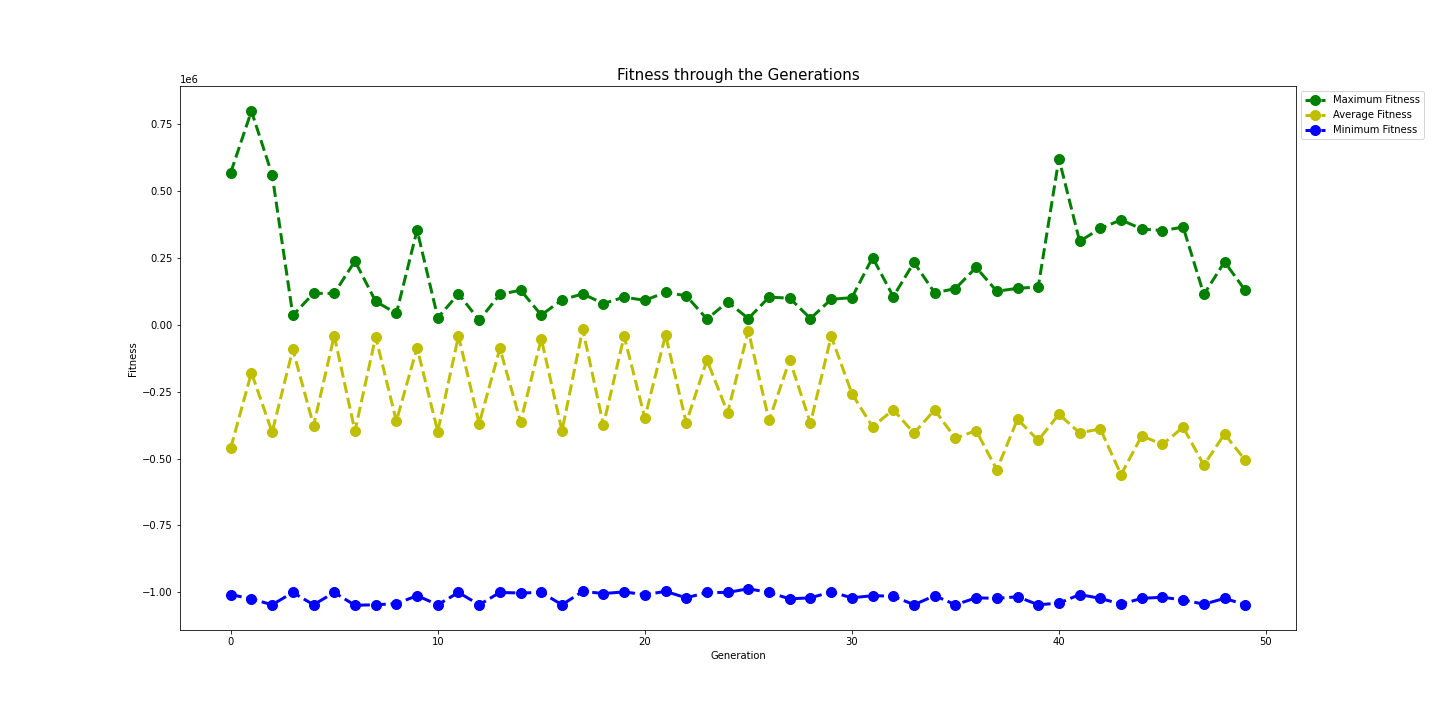 Fitness through the Generations
1e6
Maximum Fitness
Average Fitness
Minimum Fitness
0.75
0.50
0.25
0.00
−0.25
−0.50
−0.75
−1.00
Fitness
0 10 20 30 40 50
Generation